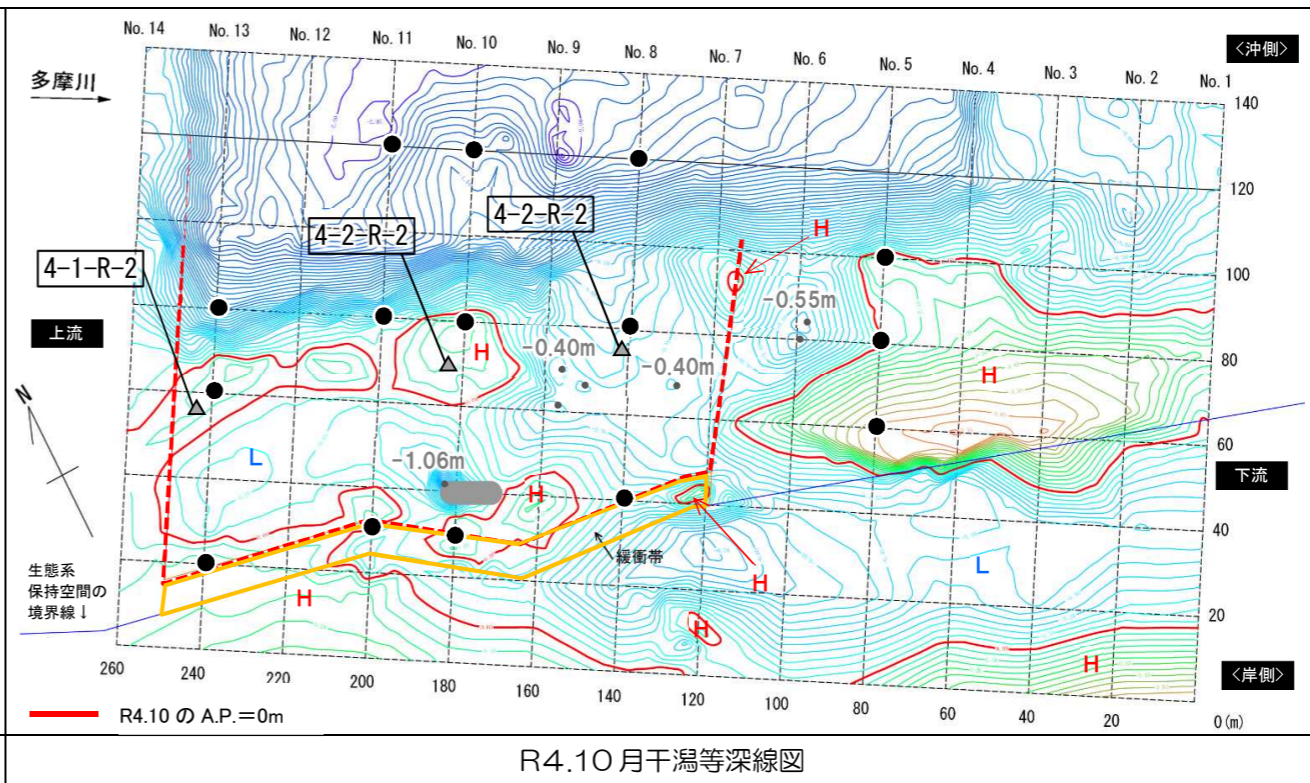 No. 14 No. 13 No. 12 No. 11 No. 10 No. 9 No. 8 No. 7 No. 6 No. 5 No. 4 No. 3 No. 2 No. 1
〈沖側〉
多摩川
140
120
4-2-R-2
4-2-R-2
H
4-1-R-2
100
-0.55m
上流
H
-0.40m
-0.40m
80
H
N
60
L
-1.06m
下流
H
40
緩衝帯
生態系
保持空間の
境界線↓
H
H
L
20
H
H
〈岸側〉
260 240 220 200 180 160 140 120 100 80 60 40 20 0(m)
R4.10 の A.P.=0m
R4.10月干潟等深線図